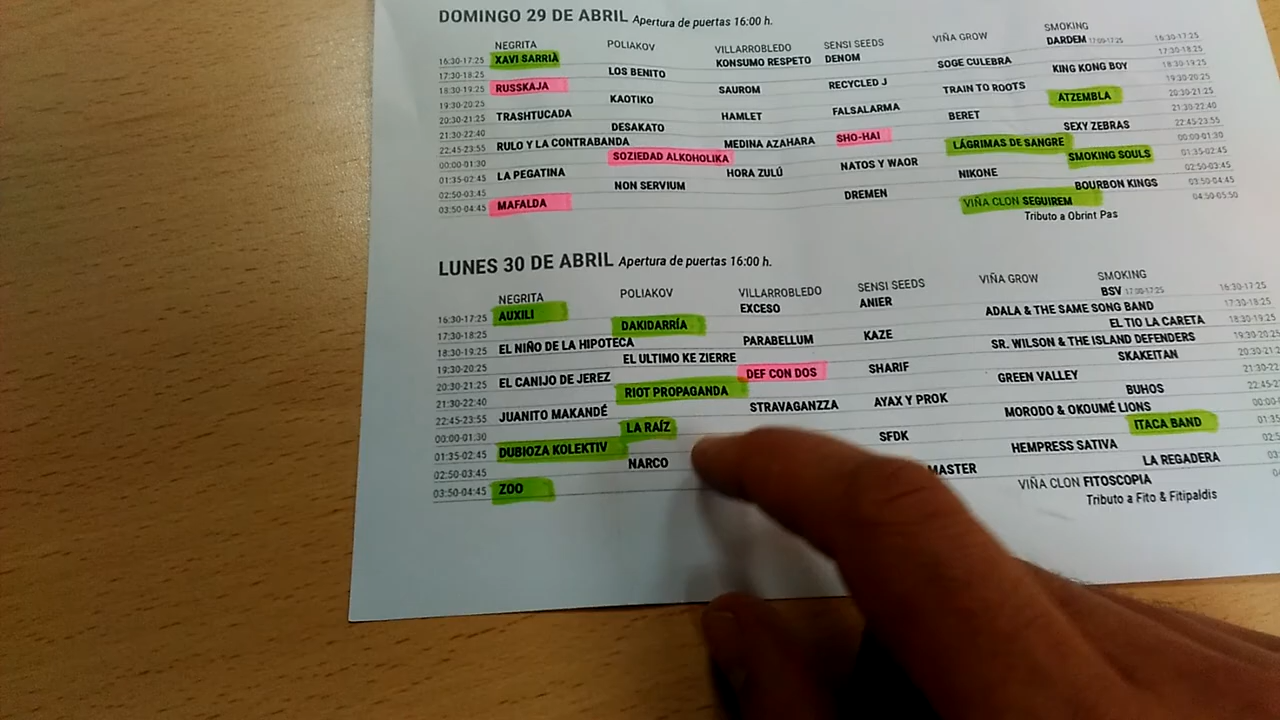 DOMINGO 29 DE ABRIL Apertura de puertas 16:00 h.
NEGRITA POLIAKOV VILLARROBLEDO SENSI SEEDS VIÑA GROW SMOKING
16:30-17:25 XAVI SARRIÀ KONSUMO RESPETO DENOM DARDEM 17:00-17:25 16:30-17:25
17:30-18:25 LOS BENITO SOGE CULEBRA KING KONG BOY 17:30-18:25
18:30-19:25 RUSSKAJA SAUROM RECYCLED J 18:30-19:25
19:30-20:25 KAOTIKO TRAIN TO ROOTS ATZEMBLA 19:30-20:25
20:30-21:25 TRASHTUCADA HAMLET FALSALARMA 20:30-21:25
21:30-22:40 DESAKATO BERET SEXY ZEBRAS 21:30-22:40
22:45-23:55 RULO Y LA CONTRABANDA MEDINA AZAHARA SHO-HAI 22:45-23:55
00:00-01:30 SOZIEDAD ALKOHOLIKA LÁGRIMAS DE SANGRE SMOKING SOULS 00:00-01:30
01:35-02:45 LA PEGATINA HORA ZULÚ NATOS Y WAOR 01:35-02:45
02:50-03:45 NON SERVIUM NIKONE BOURBON KINGS 02:50-03:45
03:50-04:45 MAFALDA DREMEN VIÑA CLON SEGUIREM 03:50-04:45
Tributo a Obrint Pas 04:50-05:50
LUNES 30 DE ABRIL Apertura de puertas 16:00 h.
NEGRITA POLIAKOV VILLARROBLEDO SENSI SEEDS VIÑA GROW SMOKING
16:30-17:25 AUXILI EXCESO ANIER BSV 17:00-17:25 16:30-17:25
17:30-18:25 DAKIDARRÍA ADALA & THE SAME SONG BAND EL TIO LA CARETA 17:30-18:25
18:30-19:25 EL NIÑO DE LA HIPOTECA PARABELLUM KAZE 18:30-19:25
19:30-20:25 EL ULTIMO KE ZIERRE SR. WILSON & THE ISLAND DEFENDERS SKAKEITAN
20:30-21:25 EL CANIJO DE JEREZ DEF CON DOS SHARIF
21:30-22:40 RIOT PROPAGANDA GREEN VALLEY BUHOS
22:45-23:55 JUANITO MAKANDÉ STRAVAGANZZA AYAX Y PROK
00:00-01:30 LA RAÍZ MORODO & OKOUMÉ LIONS ITACA BAND
01:35-02:45 DUBIOZA KOLEKTIV SFDK
02:50-03:45 NARCO HEMPRESS SATIVA LA REGADERA
03:50-04:45 ZOO MASTER VIÑA CLON FITOSCOPIA
Tributo a Fito & Fitipaldis